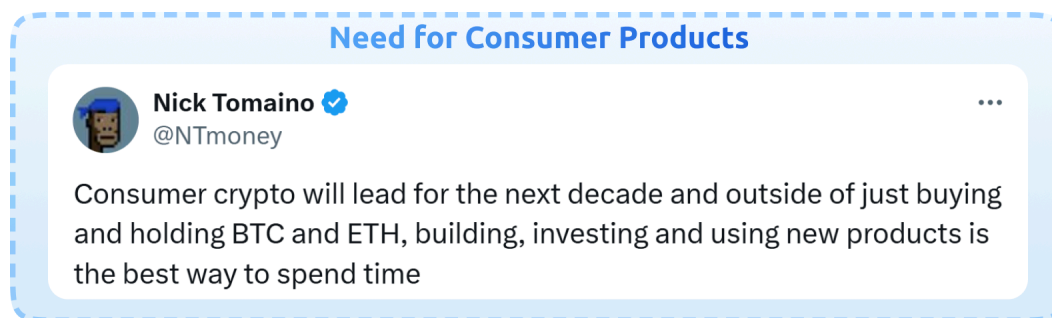 Need for Consumer Products
Nick Tomaino
@NTmoney
Consumer crypto will lead for the next decade and outside of just buying
and holding BTC and ETH, building, investing and using new products is
the best way to spend time